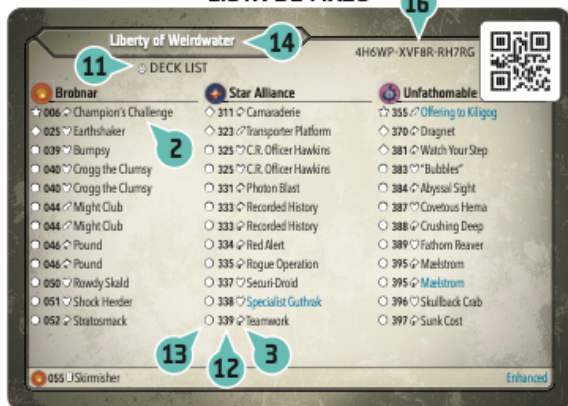 16
Liberty of Weirdwater
14
4H6WP-XVF8R-RH7RG
11
DECK LIST
Brobnar
006 Champion's Challenge
025 Earthshaker
2
039 Bumpsy
040 Crogg the Clumsy
040 Crogg the Clumsy
044 Might Club
044 Might Club
046 Pound
046 Pound
050 Rowdy Skald
051 Shock Herder
052 Stratosmack
Star Alliance
311 Camaraderie
323 Transporter Platform
325 C.R. Officer Hawkins
325 C.R. Officer Hawkins
331 Photon Blast
333 Recorded History
333 Recorded History
334 Red Alert
335 Rogue Operation
337 Securi-Droid
338 Specialist Guthrak
339 Teamwork
13
12
3
Unfathomable
355 Offering to Kiligog
370 Dragnet
381 Watch Your Step
383 "Bubbles"
384 Abyssal Sight
387 Covetous Hema
388 Crushing Deep
389 Fathom Reaver
395 Mælstrom
395 Mælstrom
396 Skullback Crab
397 Sunk Cost
055 Skirmisher
Enhanced